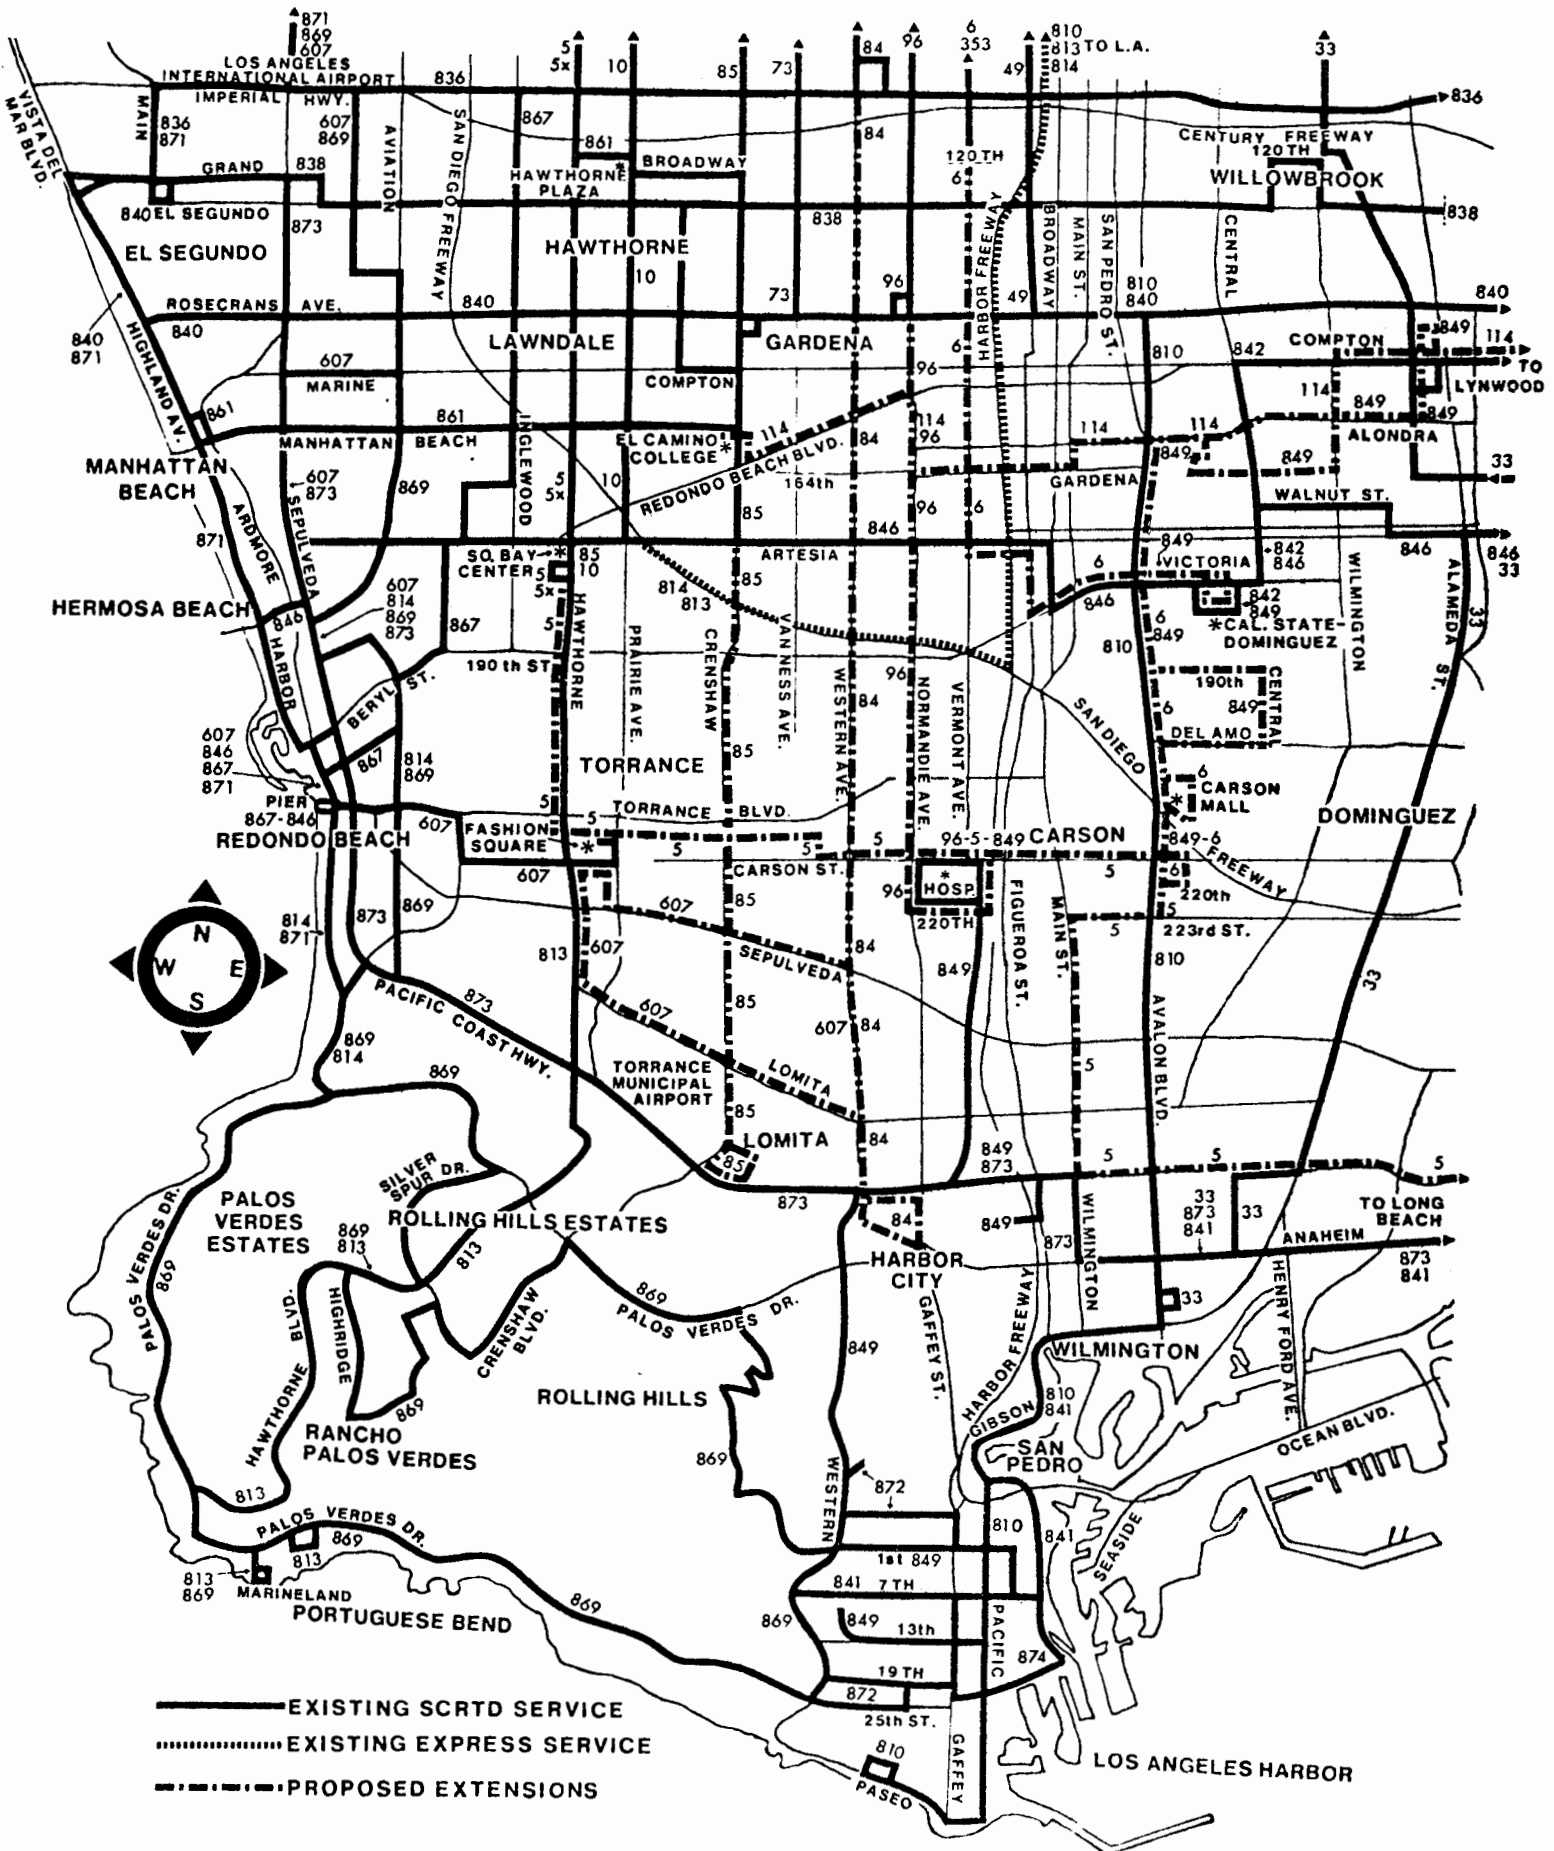 871
869
607
5
5x
10
85
73
84
96
6
353
49
810
813 TO L.A.
814
33
LOS ANGELES
INTERNATIONAL AIRPORT
836
IMPERIAL HWY.
836
VISTA DEL
MAR BLVD.
MAIN
836
871
607
869
AVIATION
SAN DIEGO FREEWAY
867
861
84
CENTURY FREEWAY
120TH
120TH
6
GRAND
838
HAWTHORNE
PLAZA
BROADWAY
WILLOWBROOK
840 EL SEGUNDO
873
838
838
EL SEGUNDO
HAWTHORNE
10
HARBOR FREEWAY
BROADWAY
MAIN ST.
SAN PEDRO ST.
CENTRAL
96
73
49
810
840
ROSECRANS AVE.
840
840
840
840
871
HIGHLAND AV.
LAWNDALE
GARDENA
6
810
842
COMPTON
849
114
TO
LYNWOOD
607
MARINE
COMPTON
96
114
849
849
861
861
MANHATTAN BEACH
INGLEWOOD
EL CAMINO
COLLEGE
114
REDONDO BEACH BLVD.
84
114
96
114
849
114
849
ALONDRA
MANHATTAN
BEACH
607
873
SEPULVEDA
869
5
5x
10
164th
GARDENA
33
WALNUT ST.
ARDMORE
871
85
96
6
846
SO. BAY
CENTER
85
10
ARTESIA
849
VICTORIA
842
846
846
846
33
5
5x
85
6
846
842
849
CAL. STATE-
DOMINGUEZ
WILMINGTON
ALAMEDA ST.
33
HERMOSA BEACH
846
607
814
869
873
867
814
813
6
849
810
HARBOR
190 th ST.
5
HAWTHORNE
PRAIRIE AVE.
CRENSHAW
VAN NESS AVE.
WESTERN AVE.
84
96
NORMANDIE AVE.
VERMONT AVE.
SAN DIEGO
190th
849
CENTRAL
6
DEL AMO
BERYL ST.
607
846
867
871
867
814
869
TORRANCE
85
6
CARSON
MALL
PIER
867-846
REDONDO BEACH
607
FASHION
SQUARE
5
5
TORRANCE BLVD.
5
5
5
96-5-849
CARSON
849-6
DOMINGUEZ
607
CARSON ST.
96
HOSP.
220TH
5
6
FREEWAY
220th
5
5
223rd ST.
FIGUEROA ST.
MAIN ST.
N
W E
S
814
871
873
869
85
607
813
607
SEPULVEDA
84
849
810
33
PACIFIC COAST HWY.
873
85
607
607
84
AVALON BLVD.
869
814
869
TORRANCE
MUNICIPAL
AIRPORT
LOMITA
85
5
LOMITA
85
84
849
873
5
5
5
SILVER
SPUR DR.
873
PALOS
VERDES
ESTATES
ROLLING HILLS ESTATES
84
849
WILMINGTON
33
873
841
33
TO LONG
BEACH
ANAHEIM
873
841
PALOS VERDES DR.
869
869
813
813
HARBOR
CITY
873
33
HAWTHORNE BLVD.
HIGHRIDGE
CRENSHAW
BLVD.
869
PALOS VERDES DR.
GAFFEY ST.
HARBOR FREEWAY
WILMINGTON
HENRY FORD AVE.
849
ROLLING HILLS
810
841
GIBSON
869
RANCHO
PALOS VERDES
OCEAN BLVD.
SAN
PEDRO
869
WESTERN
872
813
PALOS VERDES DR.
869
813
813
869
MARINELAND
PORTUGUESE BEND
810
841
SEASIDE
1st 849
841 7TH
869
869
849
13th
PACIFIC
19TH
874
872
25th ST.
EXISTING SCRTD SERVICE
EXISTING EXPRESS SERVICE
PROPOSED EXTENSIONS
810
PASEO
GAFFEY
LOS ANGELES HARBOR